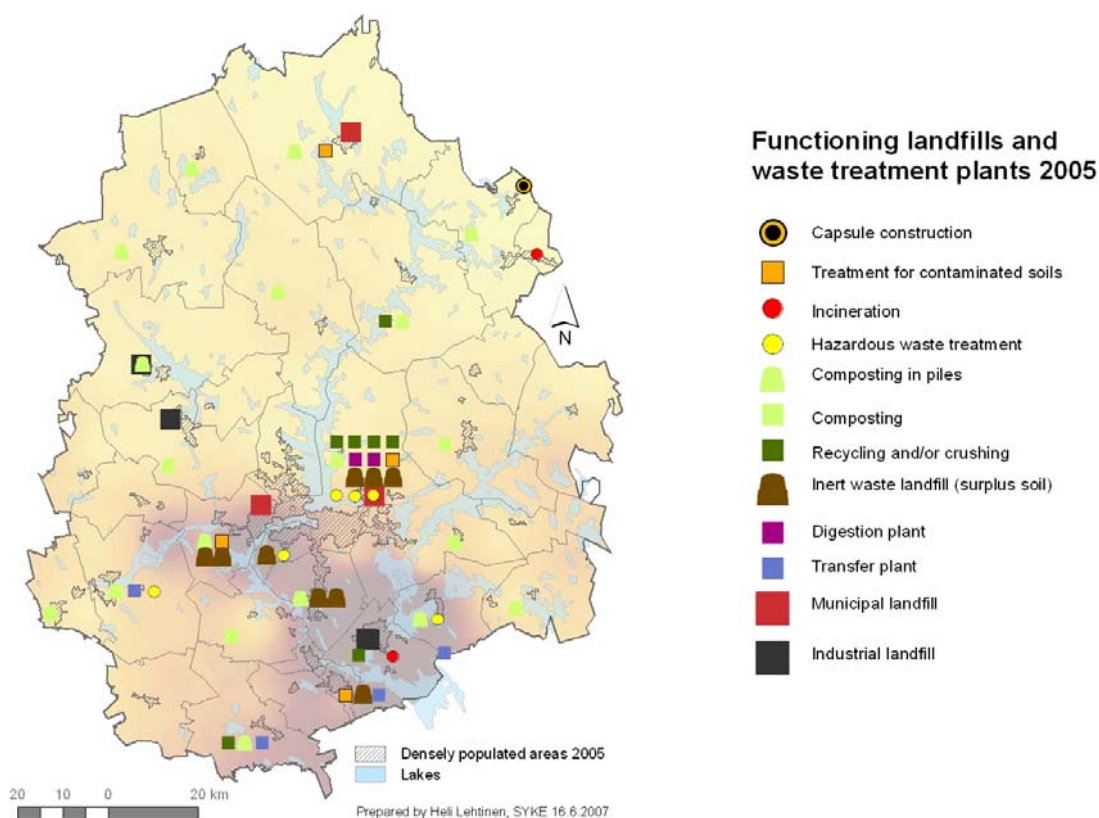 Functioning landfills and
waste treatment plants 2005
Capsule construction
Treatment for contaminated soils
Incineration
Hazardous waste treatment
Composting in piles
Composting
Recycling and/or crushing
Inert waste landfill (surplus soil)
Digestion plant
Transfer plant
Municipal landfill
Industrial landfill
N
Densely populated areas 2005
Lakes
20 10 0 20 km
Prepared by Heli Lehtinen, SYKE 16.6.2007